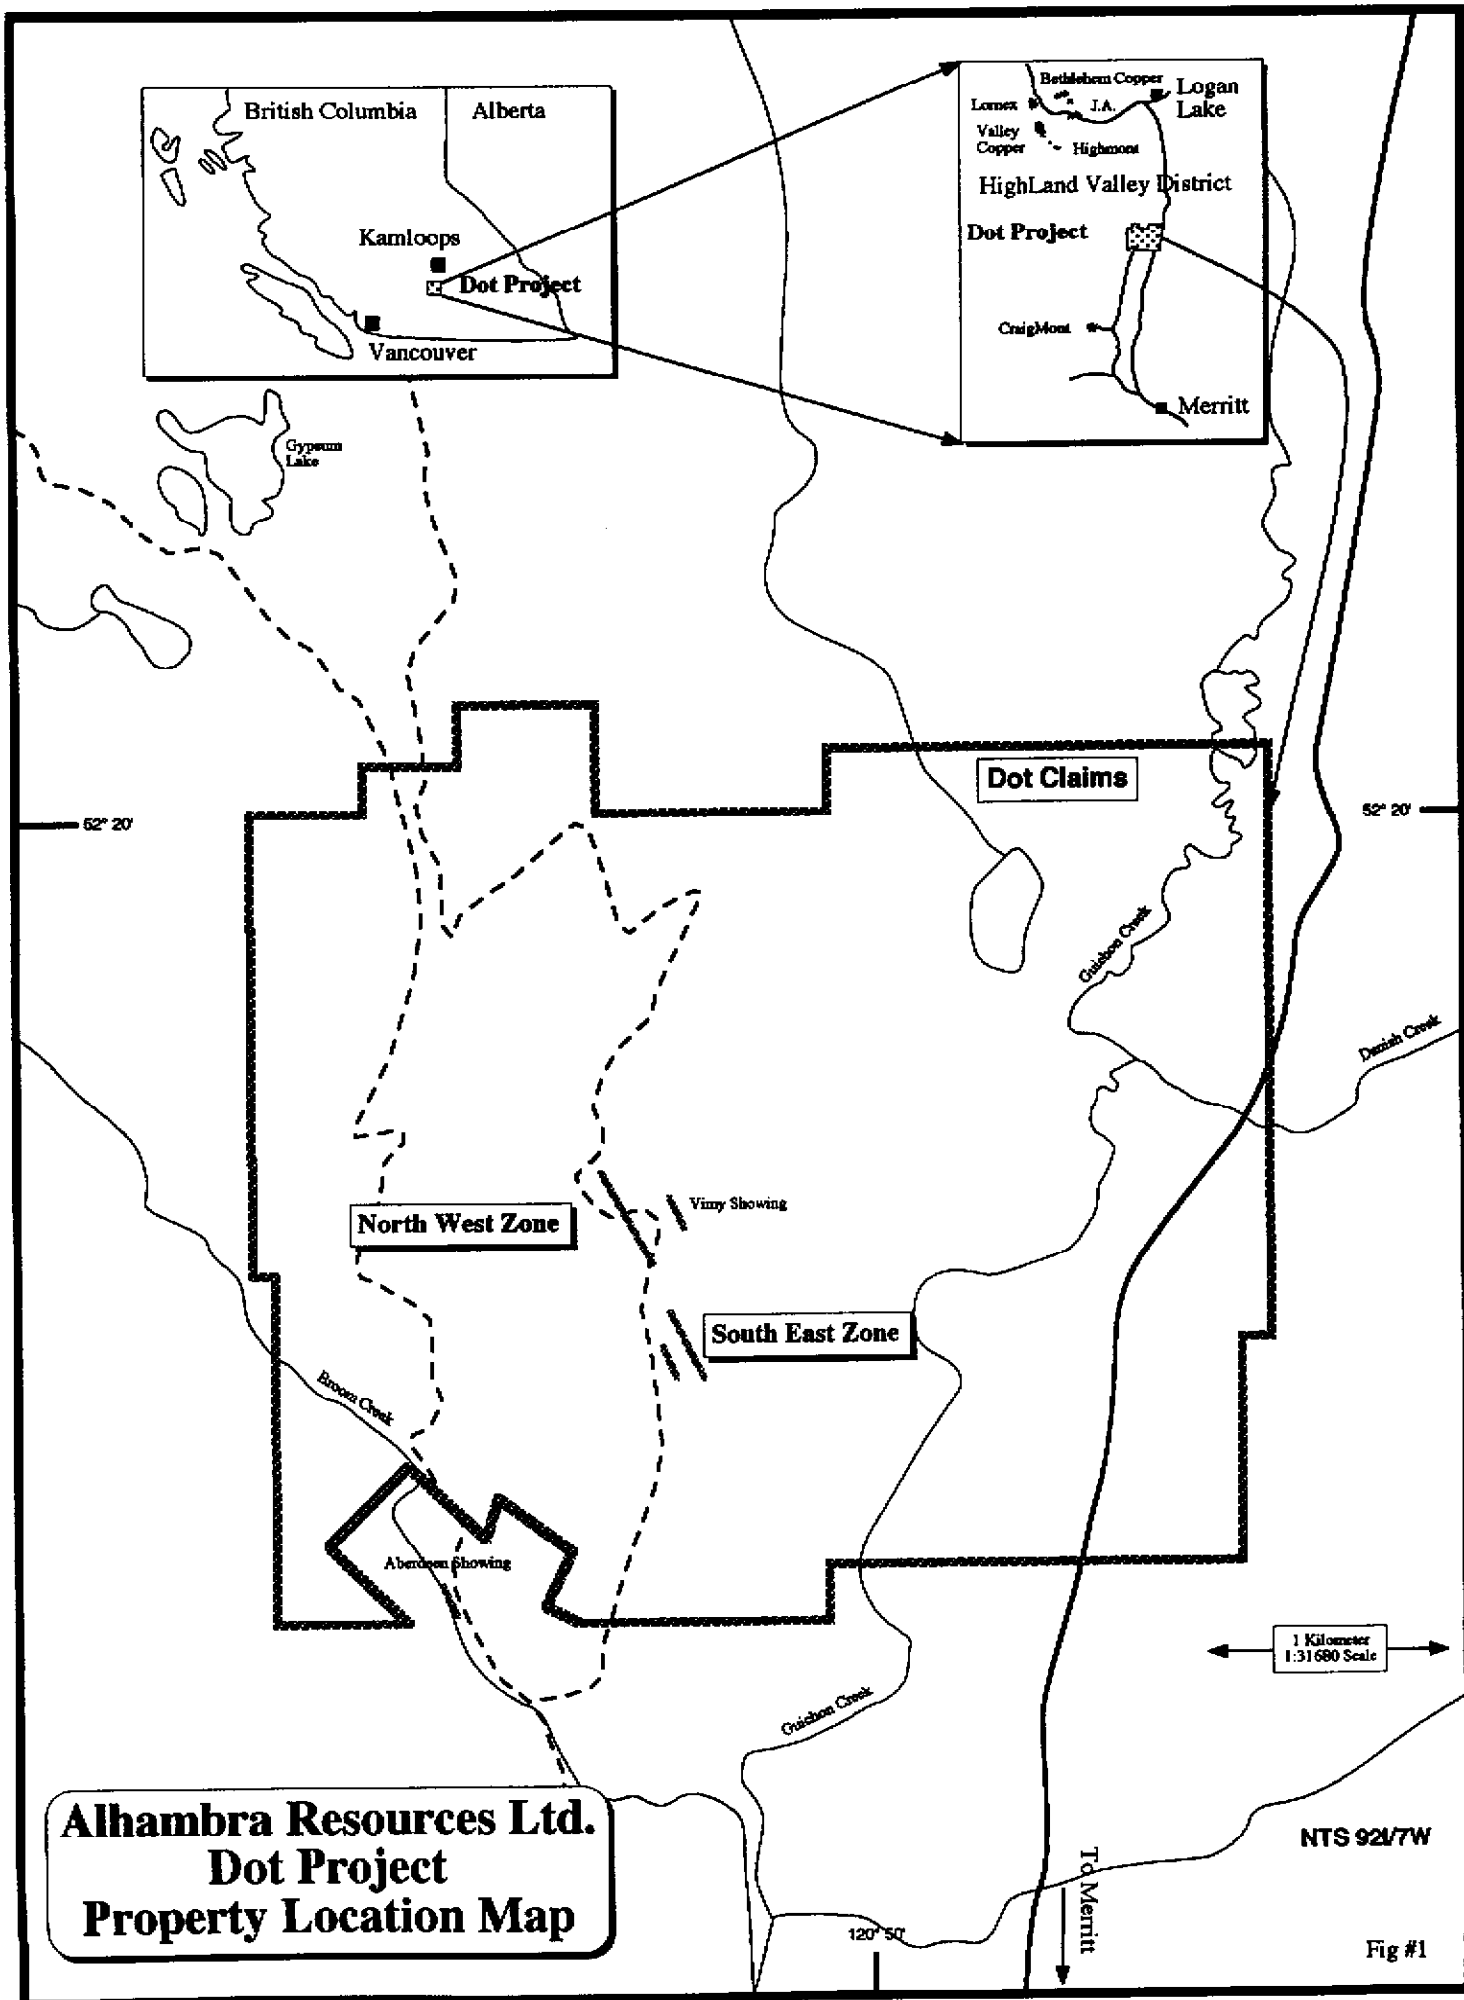 British Columbia
Alberta
Kamloops
Dot Project
Vancouver
Bethlehem Copper
Logan
Lake
Lornex
J.A.
Valley
Copper
Highmont
HighLand Valley District
Dot Project
CraigMont
Merritt
Gypsum
Lake
Dot Claims
52° 20'
52° 20'
Guichon Creek
Danish Creek
North West Zone
Vimy Showing
South East Zone
Broom Creek
Aberdeen Showing
1 Kilometer
1:31680 Scale
Guichon Creek
Alhambra Resources Ltd.
Dot Project
Property Location Map
NTS 92I/7W
To Merritt
120° 50'
Fig #1